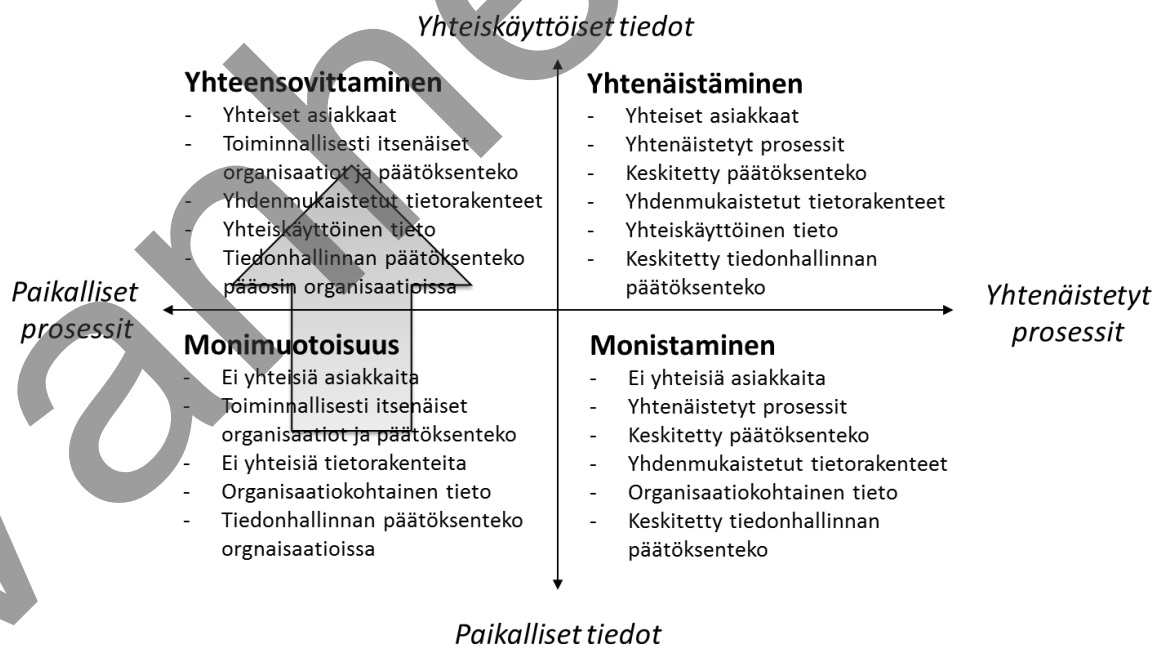 Yhteiskäyttöiset tiedot
Yhteensovittaminen
- Yhteiset asiakkaat
- Toiminnallisesti itsenäiset
organisaatiot ja päätöksenteko
- Yhdenmukaistetut tietorakenteet
- Yhteiskäyttöinen tieto
- Tiedonhallinnan päätöksenteko
pääosin organisaatioissa
Yhtenäistäminen
- Yhteiset asiakkaat
- Yhtenäistetyt prosessit
- Keskitetty päätöksenteko
- Yhdenmukaistetut tietorakenteet
- Yhteiskäyttöinen tieto
- Keskitetty tiedonhallinnan
päätöksenteko
Paikalliset
prosessit
Yhtenäistetyt
prosessit
Monimuotoisuus
- Ei yhteisiä asiakkaita
- Toiminnallisesti itsenäiset
organisaatiot ja päätöksenteko
- Ei yhteisiä tietorakenteita
- Organisaatiokohtainen tieto
- Tiedonhallinnan päätöksenteko
orgnaisaatioissa
Monistaminen
- Ei yhteisiä asiakkaita
- Yhtenäistetyt prosessit
- Keskitetty päätöksenteko
- Yhdenmukaistetut tietorakenteet
- Organisaatiokohtainen tieto
- Keskitetty tiedonhallinnan
päätöksenteko
Paikalliset tiedot
vanhe